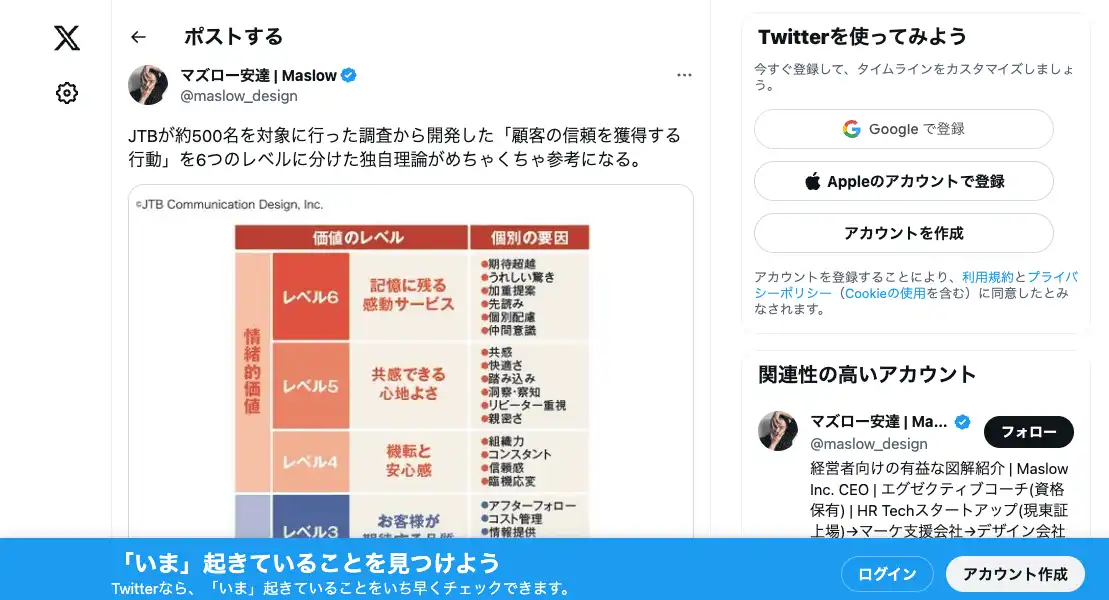 ポストする
マズロー安達 | Maslow
@maslow_design
JTBが約500名を対象に行った調査から開発した「顧客の信頼を獲得する
行動」を6つのレベルに分けた独自理論がめちゃくちゃ参考になる。
©JTB Communication Design, Inc.
価値のレベル
個別の要因
情緒的価値
レベル6
記憶に残る
感動サービス
●期待超越
●うれしい驚き
●加重提案
●先読み
●個別配慮
●仲間意識
レベル5
共感できる
心地よさ
●共感
●快適さ
●踏み込み
●洞察・察知
●リピーター重視
●親密さ
レベル4
機転と
安心感
●組織力
●コンスタント
●信頼感
●臨機応変
レベル3
お客様が
●アフターフォロー
●コスト管理
●情報提供
Twitterを使ってみよう
今すぐ登録して、タイムラインをカスタマイズしましょ
う。
Google で登録
Appleのアカウントで登録
アカウントを作成
アカウントを登録することにより、利用規約とプライバ
シーポリシー（Cookieの使用を含む）に同意したとみ
なされます。
関連性の高いアカウント
マズロー安達 | Ma...
@maslow_design
フォロー
経営者向けの有益な図解紹介 | Maslow
Inc. CEO | エグゼクティブコーチ(資格
保有) | HR Techスタートアップ(現東証
上場)→マーケ支援会社→デザイン会社
「いま」起きていることを見つけよう
Twitterなら、「いま」起きていることをいち早くチェックできます。
ログイン
アカウント作成